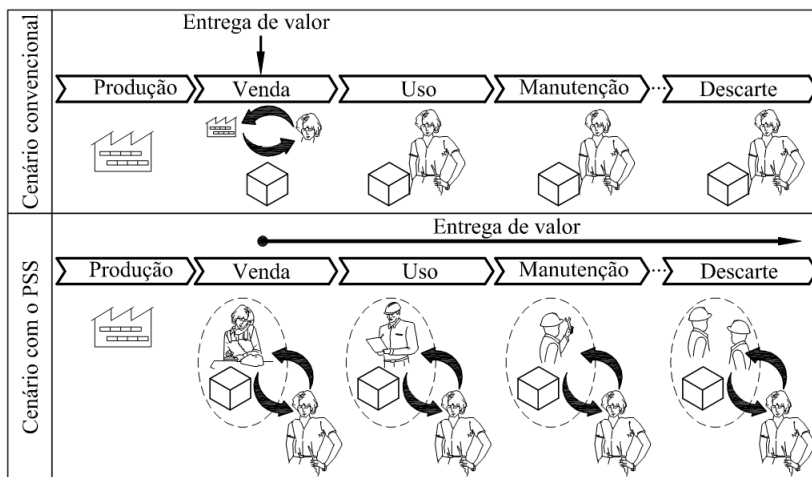 Cenário convencional
Entrega de valor
Produção
Venda
Uso
Manutenção
...
Descarte
Cenário com o PSS
Entrega de valor
Produção
Venda
Uso
Manutenção
...
Descarte